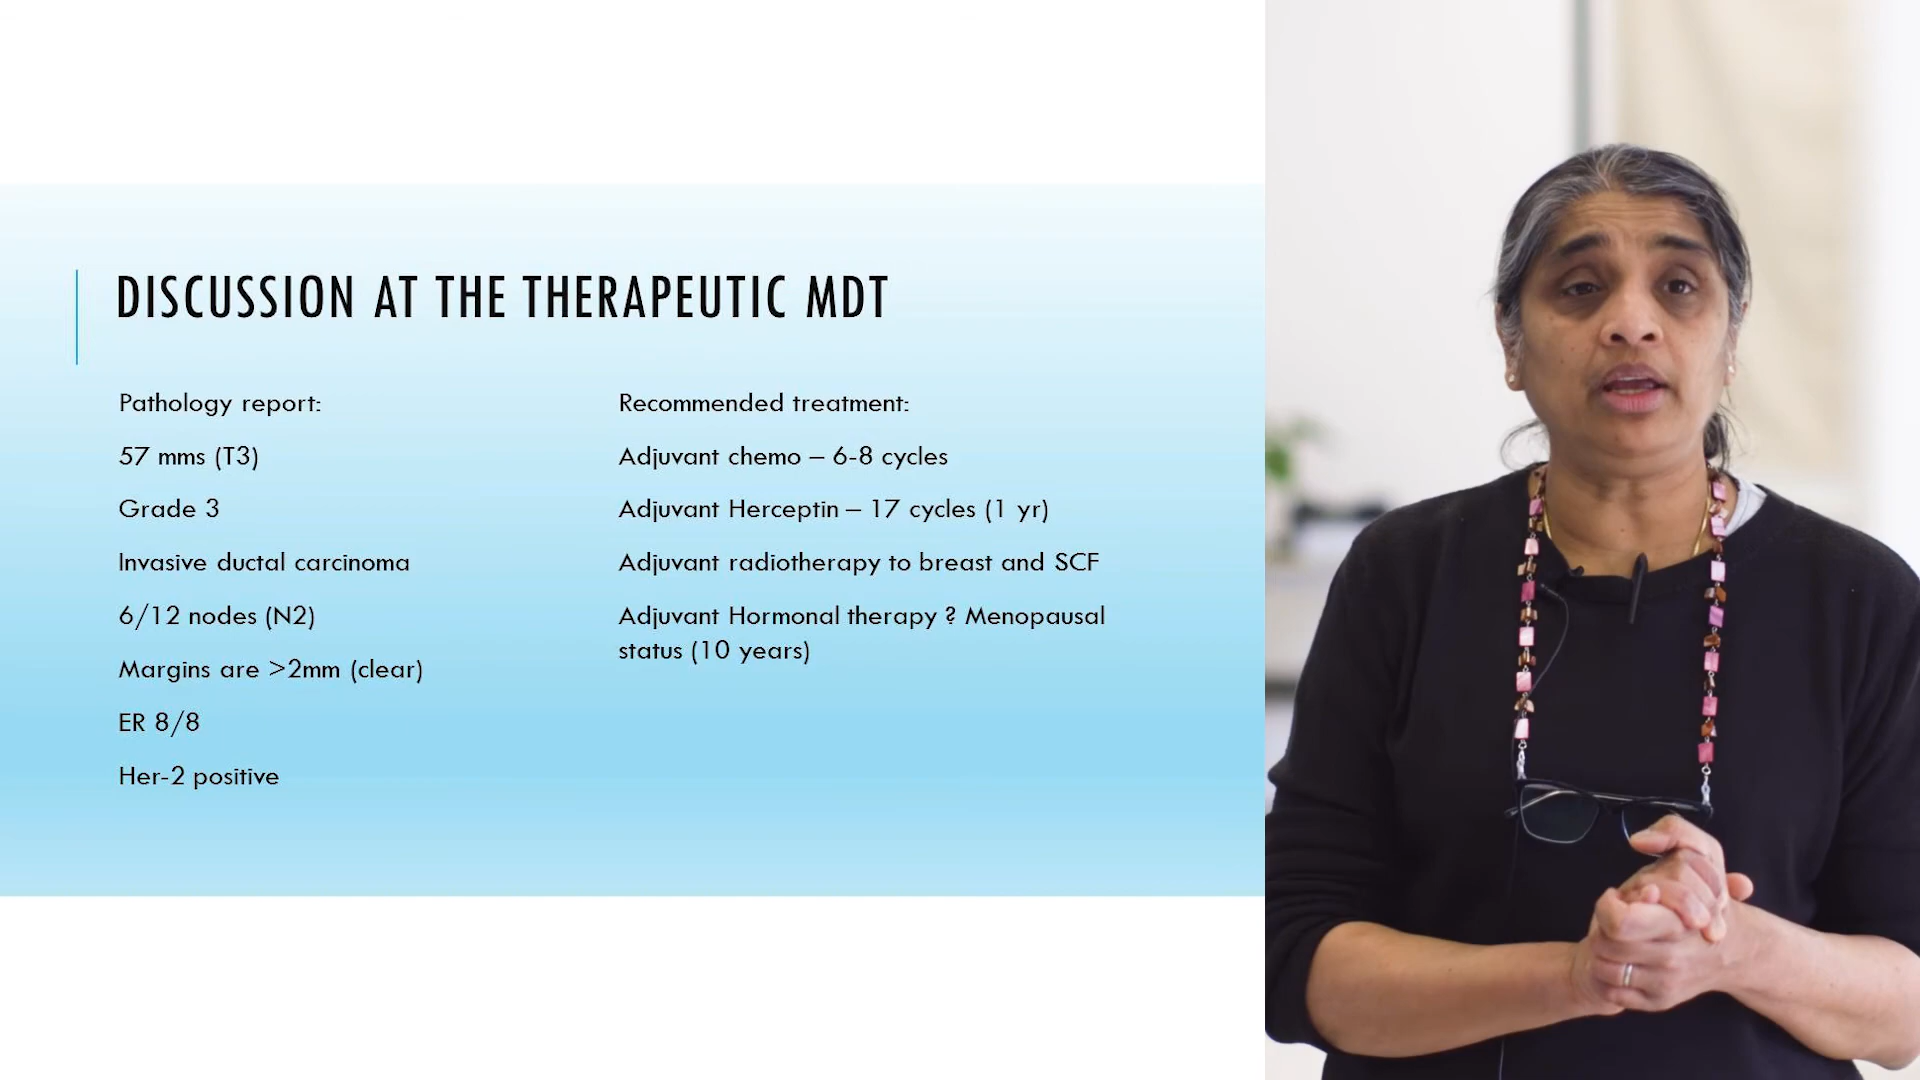 DISCUSSION AT THE THERAPEUTIC MDT
Pathology report:
57 mms (T3)
Grade 3
Invasive ductal carcinoma
6/12 nodes (N2)
Margins are >2mm (clear)
ER 8/8
Her-2 positive
Recommended treatment:
Adjuvant chemo – 6-8 cycles
Adjuvant Herceptin – 17 cycles (1 yr)
Adjuvant radiotherapy to breast and SCF
Adjuvant Hormonal therapy ? Menopausal
status (10 years)